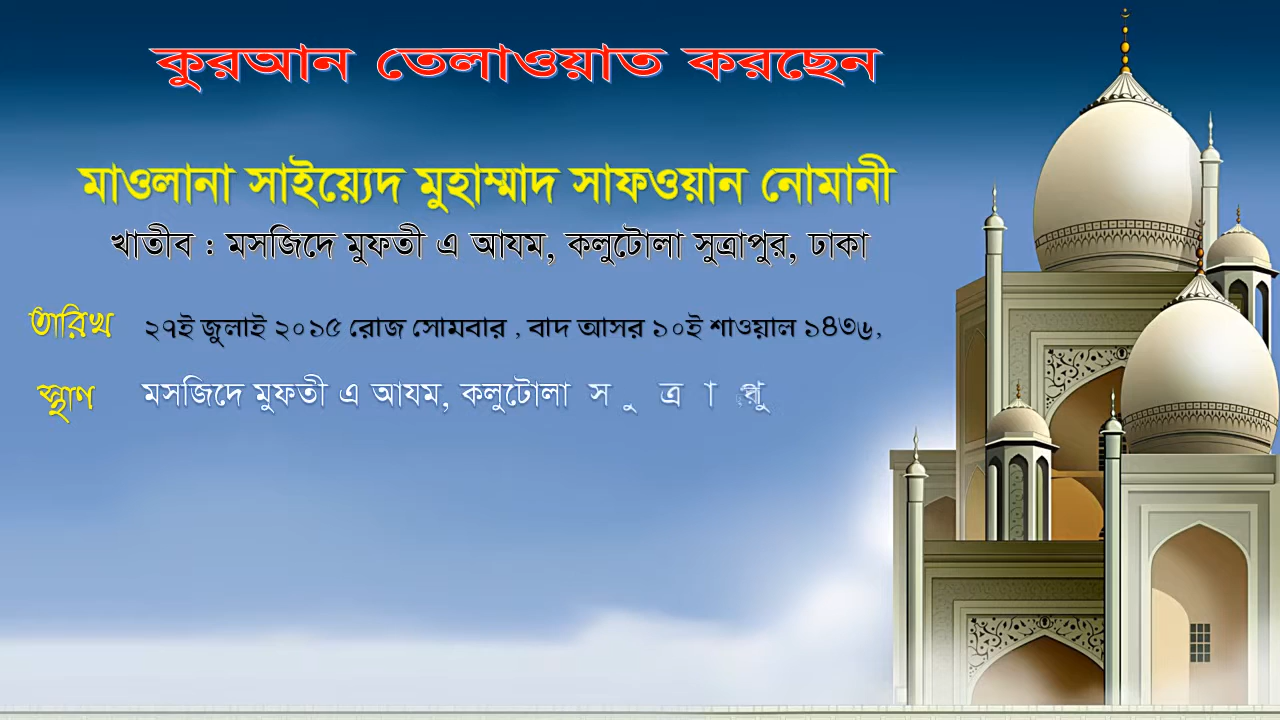 কুরআন তেলাওয়াত করছেন
মাওলানা সাইয়্যেদ মুহাম্মাদ সাফওয়ান নোমানী
খাতীব : মসজিদে মুফতী এ আযম, কলুটোলা সুত্রাপুর, ঢাকা
তারিখ ২৭ই জুলাই ২০১৫ রোজ সোমবার , বাদ আসর ১০ই শাওয়াল ১৪৩৬,
স্থাণ মসজিদে মুফতী এ আযম, কলুটোলা